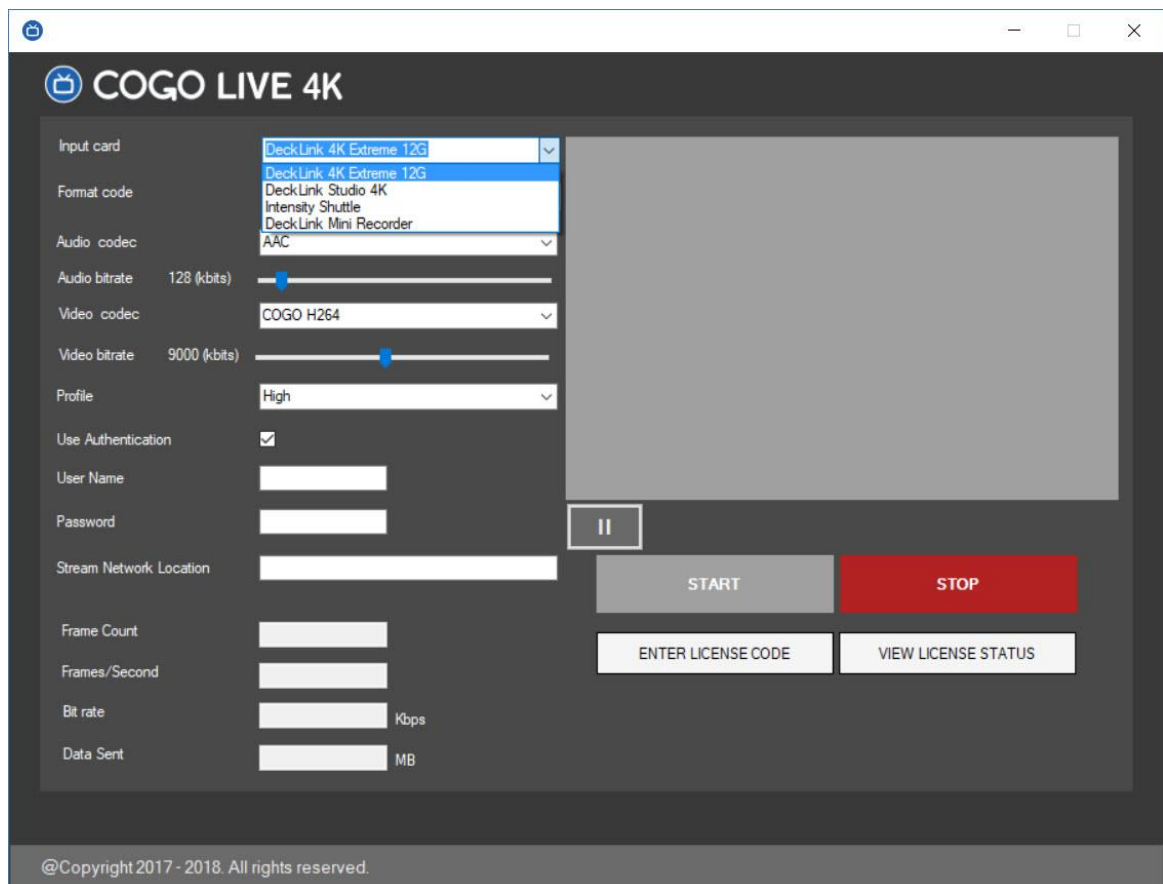 COGO LIVE 4K
Input card
DeckLink 4K Extreme 12G
DeckLink 4K Extreme 12G
DeckLink Studio 4K
Intensity Shuttle
DeckLink Mini Recorder
Format code
Audio codec
AAC
Audio bitrate 128 (kbits)
Video codec
COGO H264
Video bitrate 9000 (kbits)
Profile
High
Use Authentication
User Name
Password
Stream Network Location
START
STOP
Frame Count
ENTER LICENSE CODE
VIEW LICENSE STATUS
Frames/Second
Bit rate
Kbps
Data Sent
MB
@Copyright 2017 - 2018. All rights reserved.